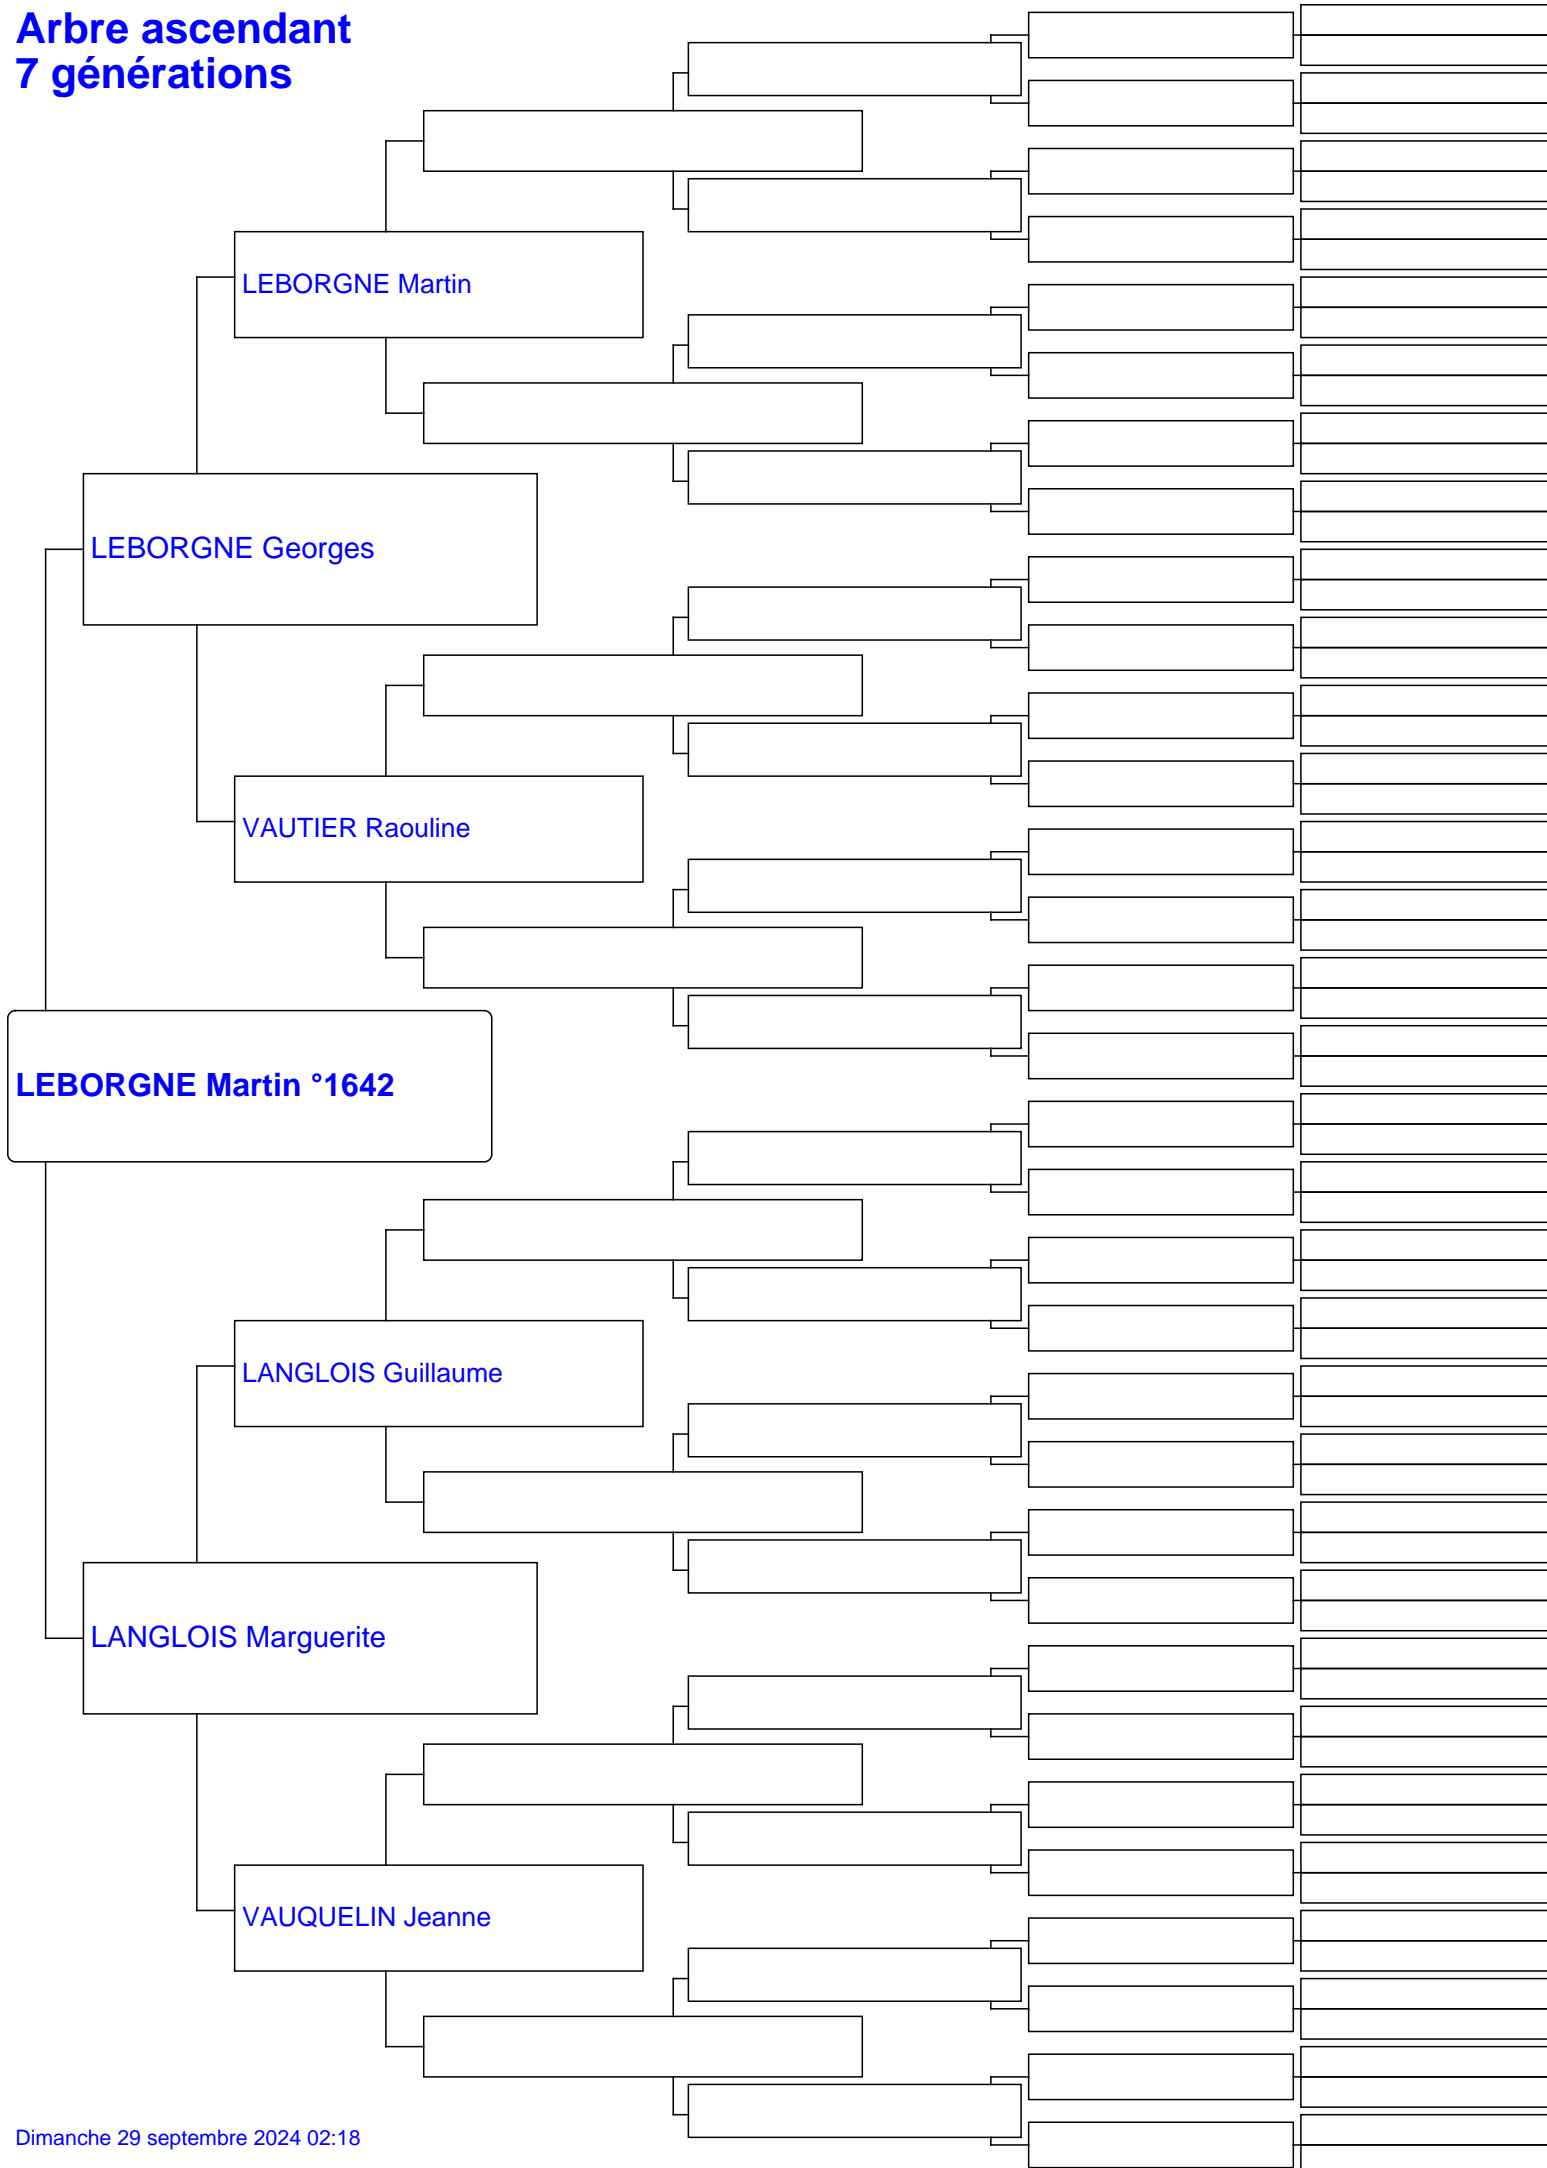 Arbre ascendant
7 générations
LEBORGNE Martin
LEBORGNE Georges
VAUTIER Raouline
LEBORGNE Martin °1642
LANGLOIS Guillaume
LANGLOIS Marguerite
VAUQUELIN Jeanne
Dimanche 29 septembre 2024 02:18